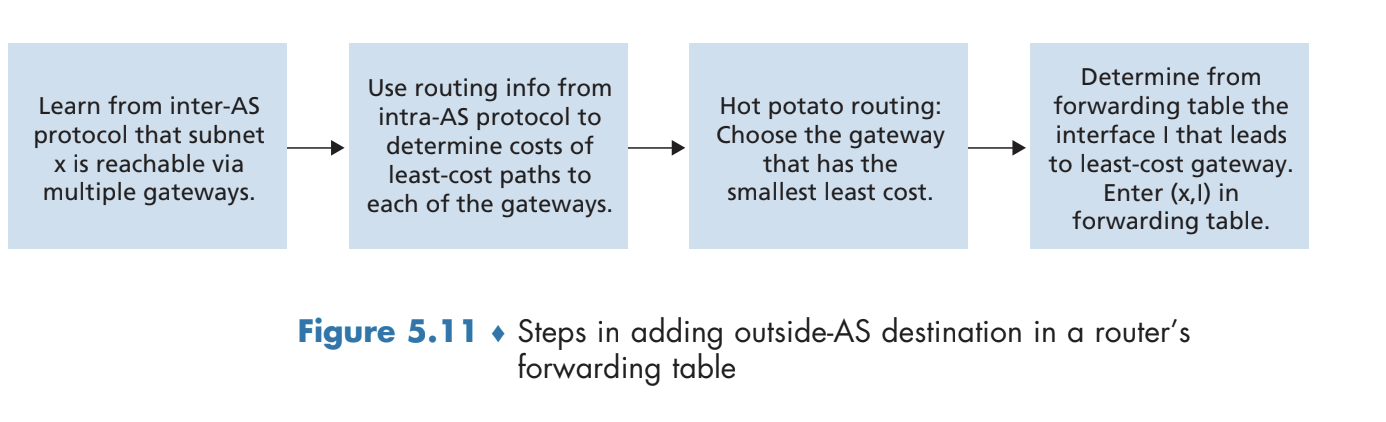 Learn from inter-AS
protocol that subnet
x is reachable via
multiple gateways.
Use routing info from
intra-AS protocol to
determine costs of
least-cost paths to
each of the gateways.
Hot potato routing:
Choose the gateway
that has the
smallest least cost.
Determine from
forwarding table the
interface I that leads
to least-cost gateway.
Enter (x,I) in
forwarding table.
Figure 5.11 ♦ Steps in adding outside-AS destination in a router’s
forwarding table